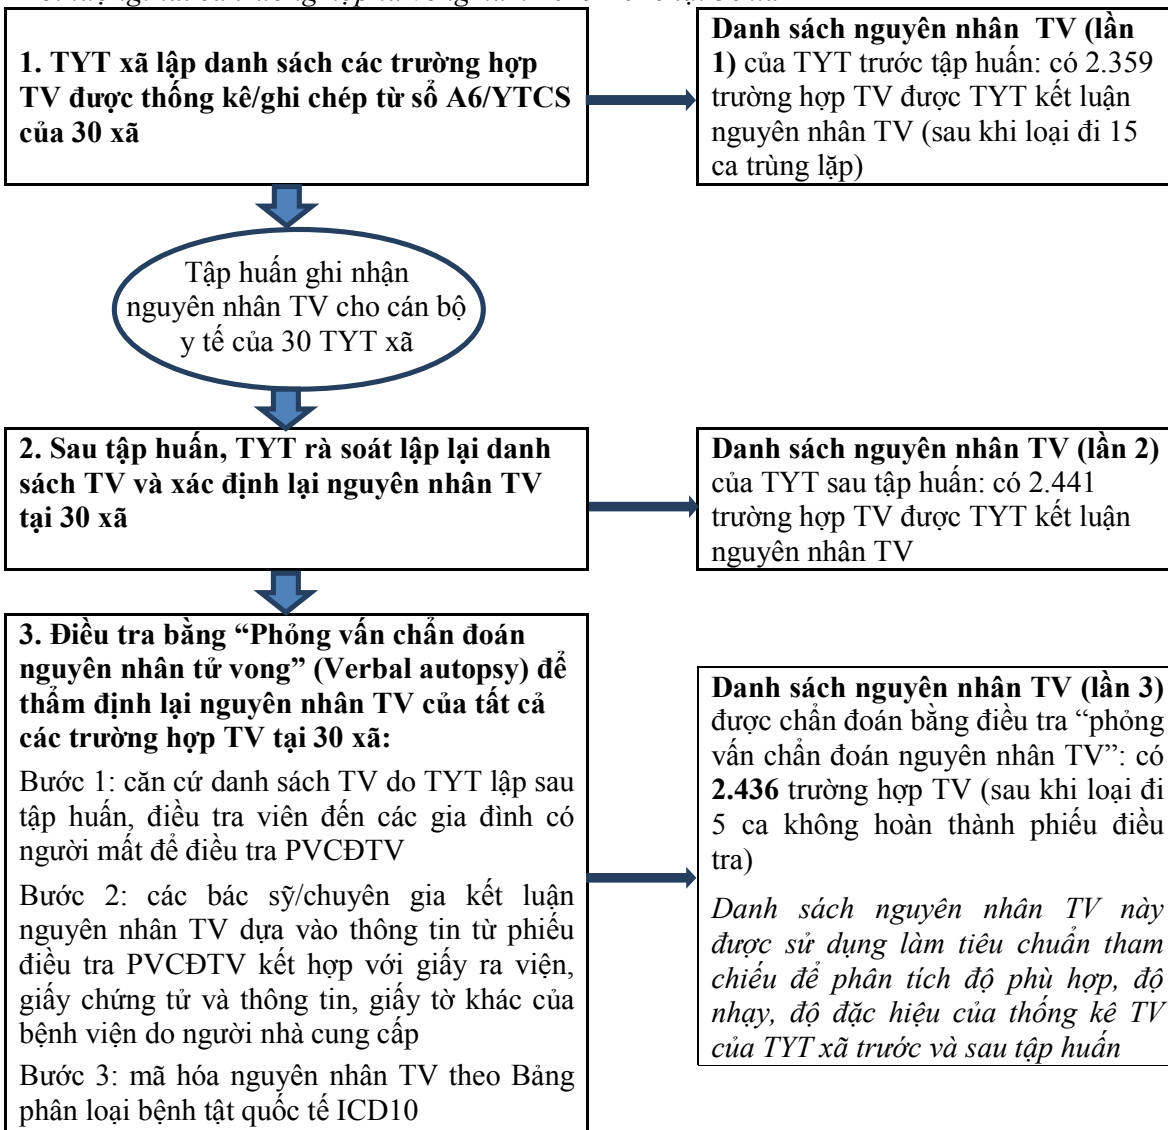 1. TYT xã lập danh sách các trường hợp
TV được thống kê/ghi chép từ sổ A6/YTCS
của 30 xã
Danh sách nguyên nhân TV (lần
1) của TYT trước tập huấn: có 2.359
trường hợp TV được TYT kết luận
nguyên nhân TV (sau khi loại đi 15
ca trùng lặp)
Tập huấn ghi nhận
nguyên nhân TV cho cán bộ
y tế của 30 TYT xã
2. Sau tập huấn, TYT rà soát lập lại danh
sách TV và xác định lại nguyên nhân TV
tại 30 xã
Danh sách nguyên nhân TV (lần 2)
của TYT sau tập huấn: có 2.441
trường hợp TV được TYT kết luận
nguyên nhân TV
3. Điều tra bằng “Phỏng vấn chẩn đoán
nguyên nhân tử vong” (Verbal autopsy) để
thẩm định lại nguyên nhân TV của tất cả
các trường hợp TV tại 30 xã:
Bước 1: căn cứ danh sách TV do TYT lập sau
tập huấn, điều tra viên đến các gia đình có
người mất để điều tra PVCĐTV
Bước 2: các bác sỹ/chuyên gia kết luận
nguyên nhân TV dựa vào thông tin từ phiếu
điều tra PVCĐTV kết hợp với giấy ra viện,
giấy chứng tử và thông tin, giấy tờ khác của
bệnh viện do người nhà cung cấp
Bước 3: mã hóa nguyên nhân TV theo Bảng
phân loại bệnh tật quốc tế ICD10
Danh sách nguyên nhân TV (lần 3)
được chẩn đoán bằng điều tra “phỏng
vấn chẩn đoán nguyên nhân TV”: có
2.436 trường hợp TV (sau khi loại đi
5 ca không hoàn thành phiếu điều
tra)
Danh sách nguyên nhân TV này
được sử dụng làm tiêu chuẩn tham
chiếu để phân tích độ phù hợp, độ
nhạy, độ đặc hiệu của thống kê TV
của TYT xã trước và sau tập huấn